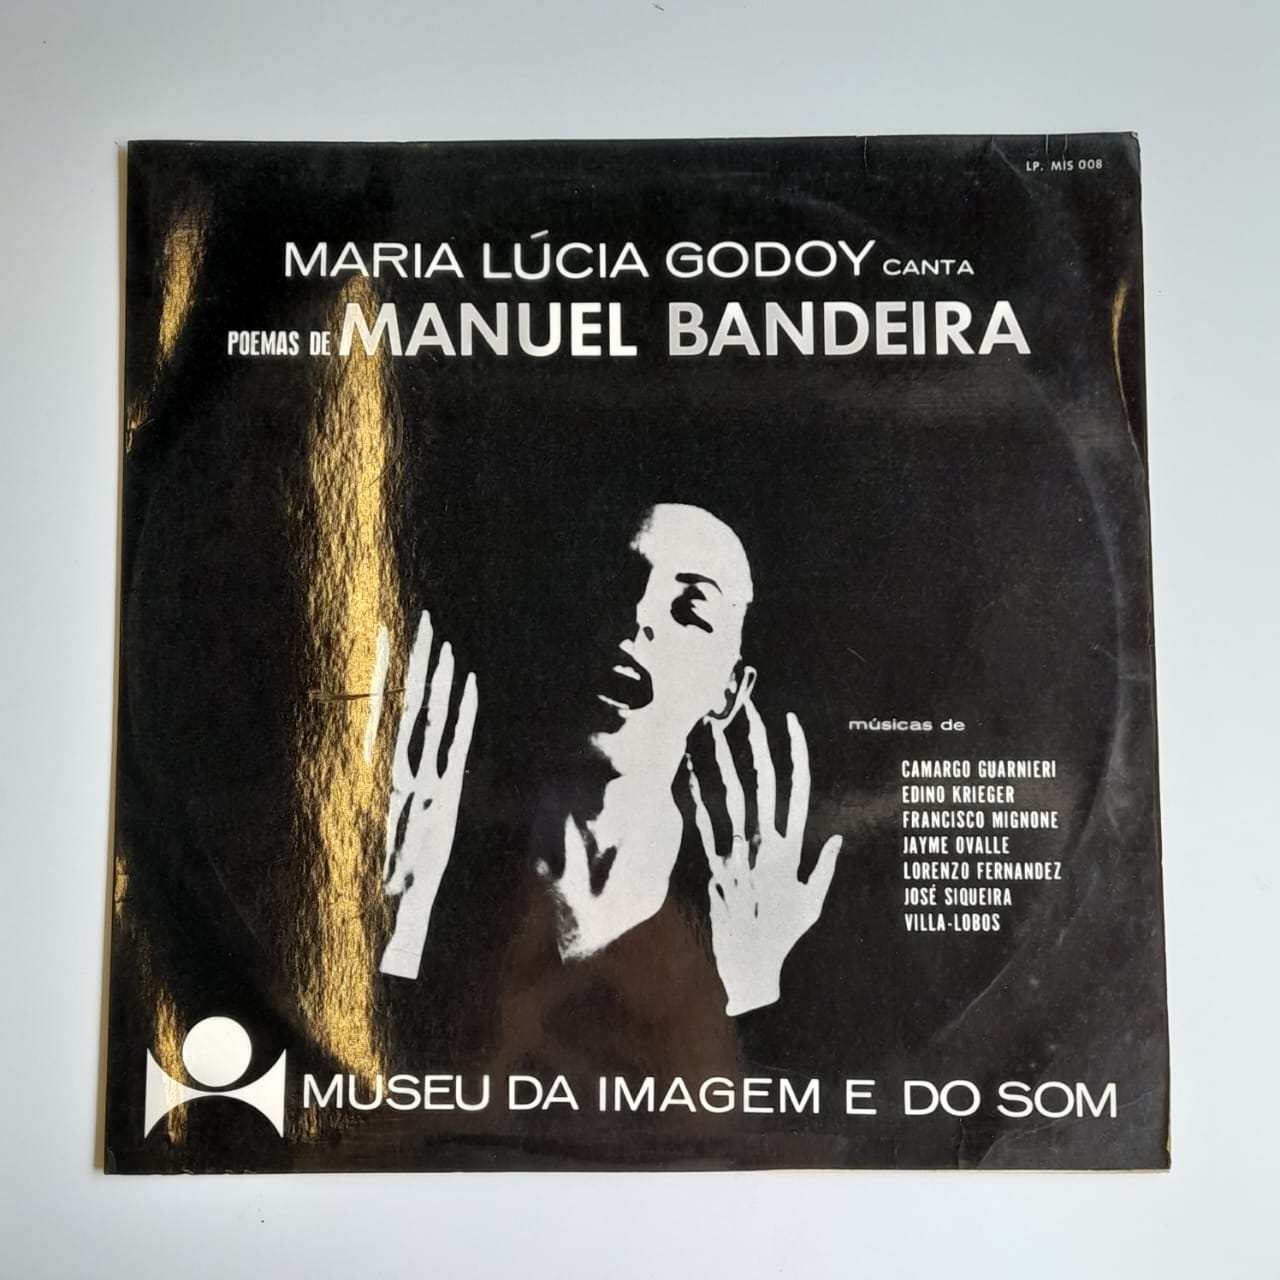 LP. MIS 008
MARIA LÚCIA GODOY CANTA
POEMAS DE MANUEL BANDEIRA
músicas de
CAMARGO GUARNIERI
EDINO KRIEGER
FRANCISCO MIGNONE
JAYME OVALLE
LORENZO FERNANDEZ
JOSÉ SIQUEIRA
VILLA-LOBOS
MUSEU DA IMAGEM E DO SOM